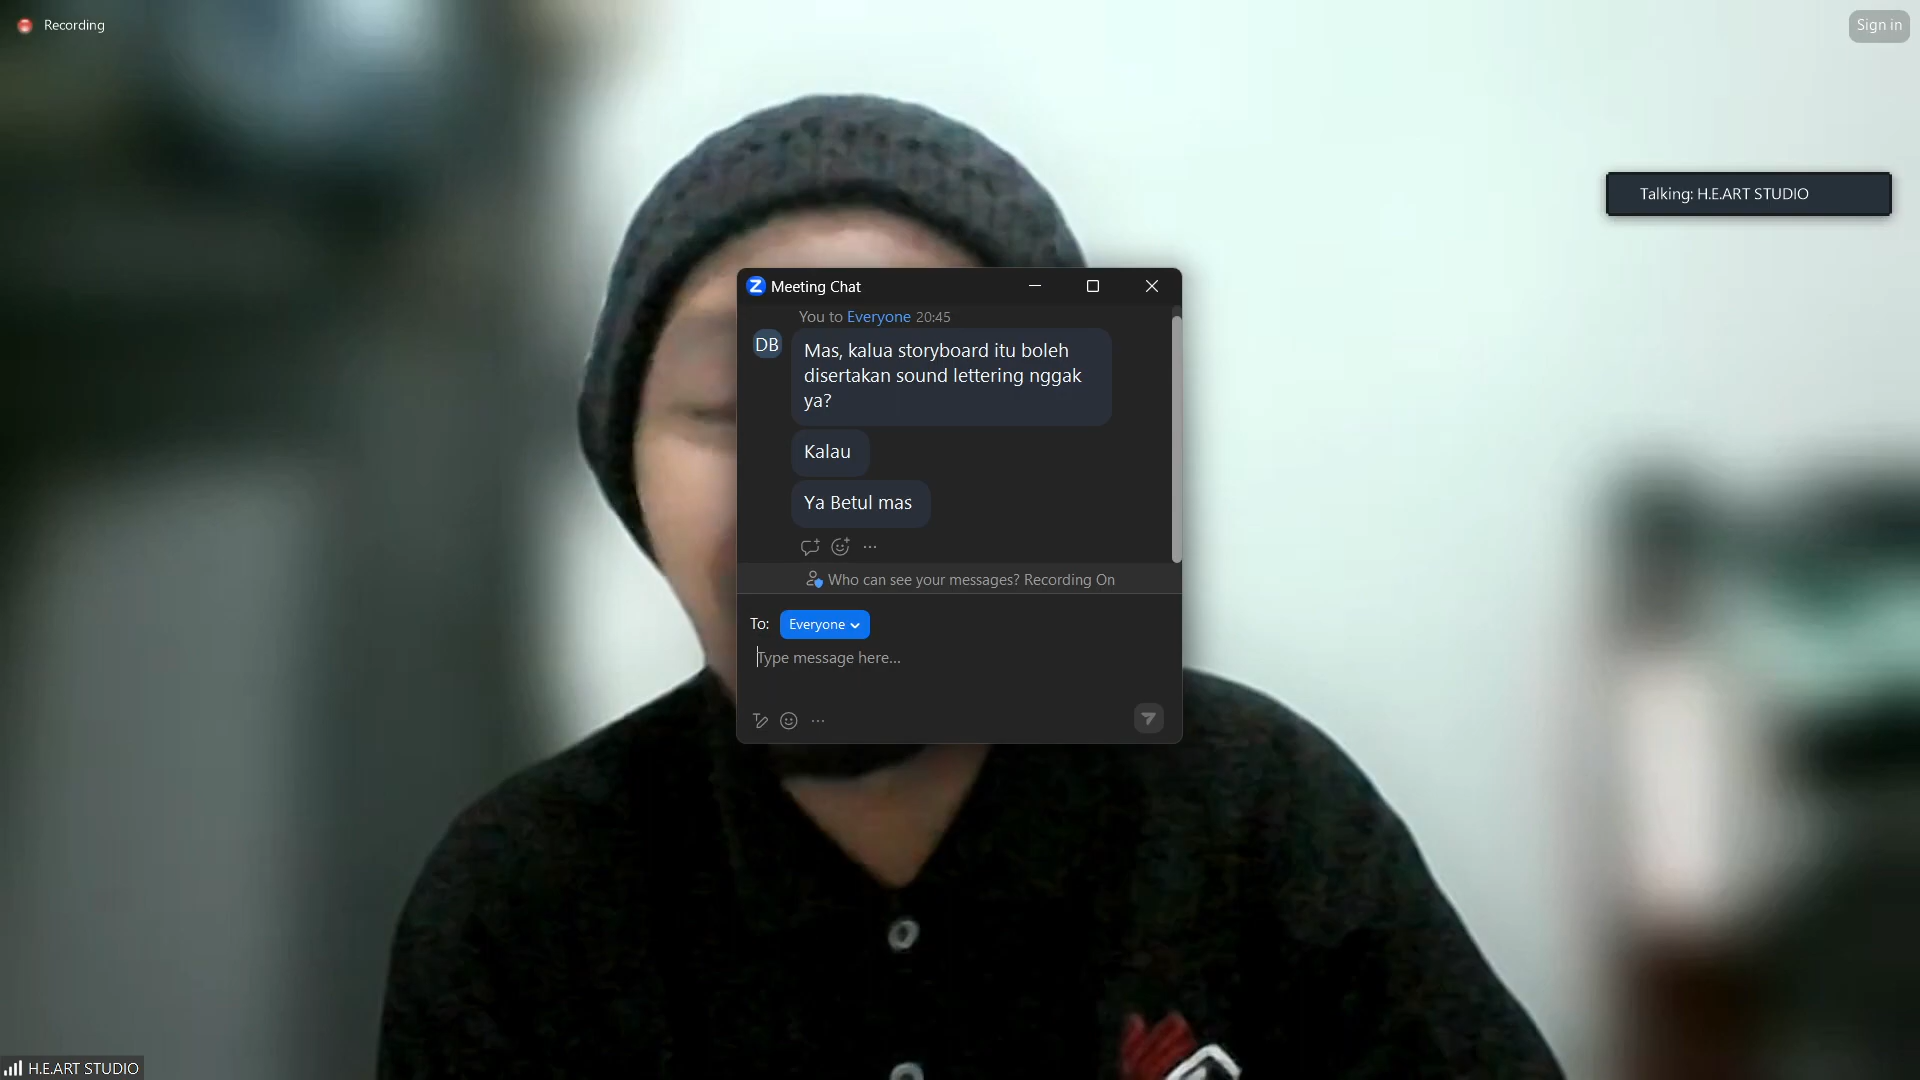 Recording
Sign in
Talking: H.E.ART STUDIO
Meeting Chat
You to Everyone 20:45
DB
Mas, kalua storyboard itu boleh
disertakan sound lettering nggak
ya?
Kalau
Ya Betul mas
Who can see your messages? Recording On
To: Everyone
Type message here...
H.E.ART STUDIO